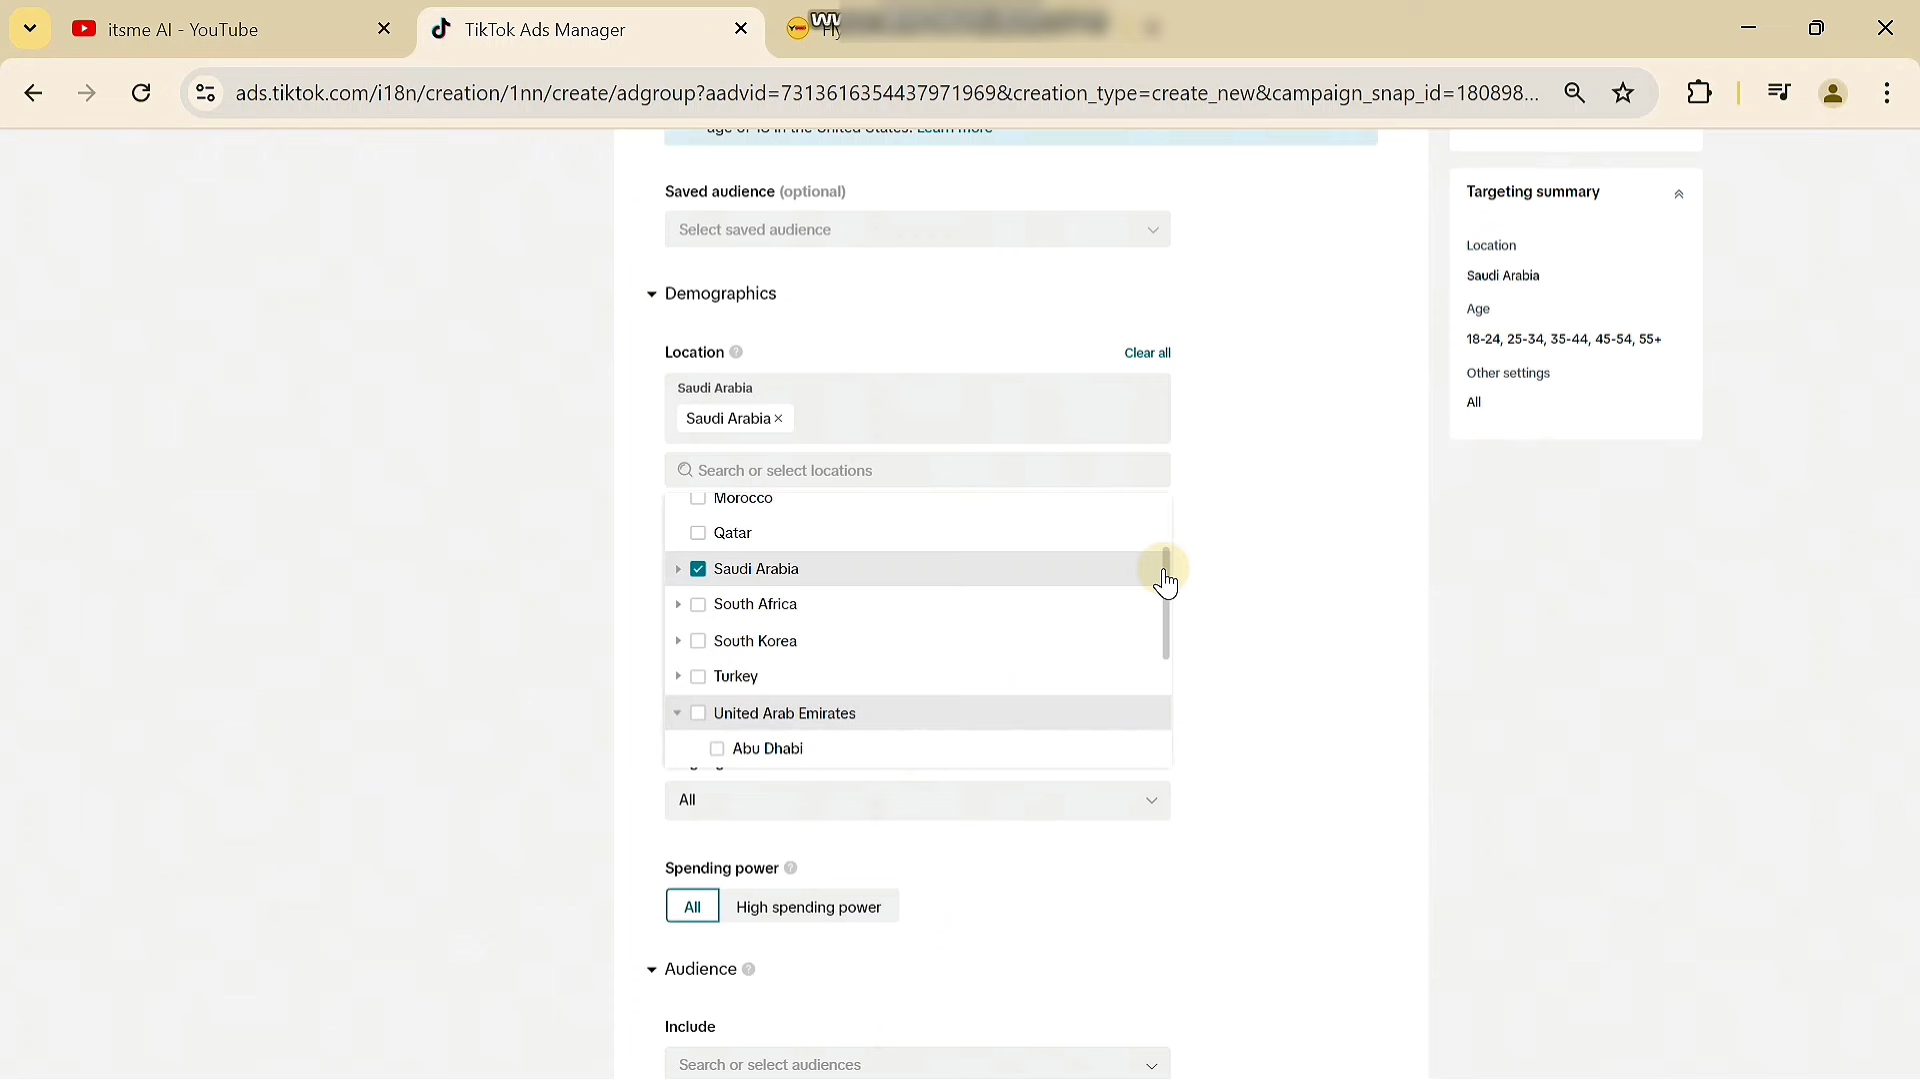 itsme AI - YouTube
TikTok Ads Manager
ads.tiktok.com/i18n/creation/1nn/create/adgroup?aadvid=7313616354437971969&creation_type=create_new&campaign_snap_id=180898...
age of 18 in the United States. Learn more
Saved audience (optional)
Select saved audience
Demographics
Location
Clear all
Saudi Arabia
Saudi Arabia
Search or select locations
Morocco
Qatar
Saudi Arabia
South Africa
South Korea
Turkey
United Arab Emirates
Abu Dhabi
All
Spending power
All
High spending power
Audience
Include
Search or select audiences
Targeting summary
Location
Saudi Arabia
Age
18-24, 25-34, 35-44, 45-54, 55+
Other settings
All